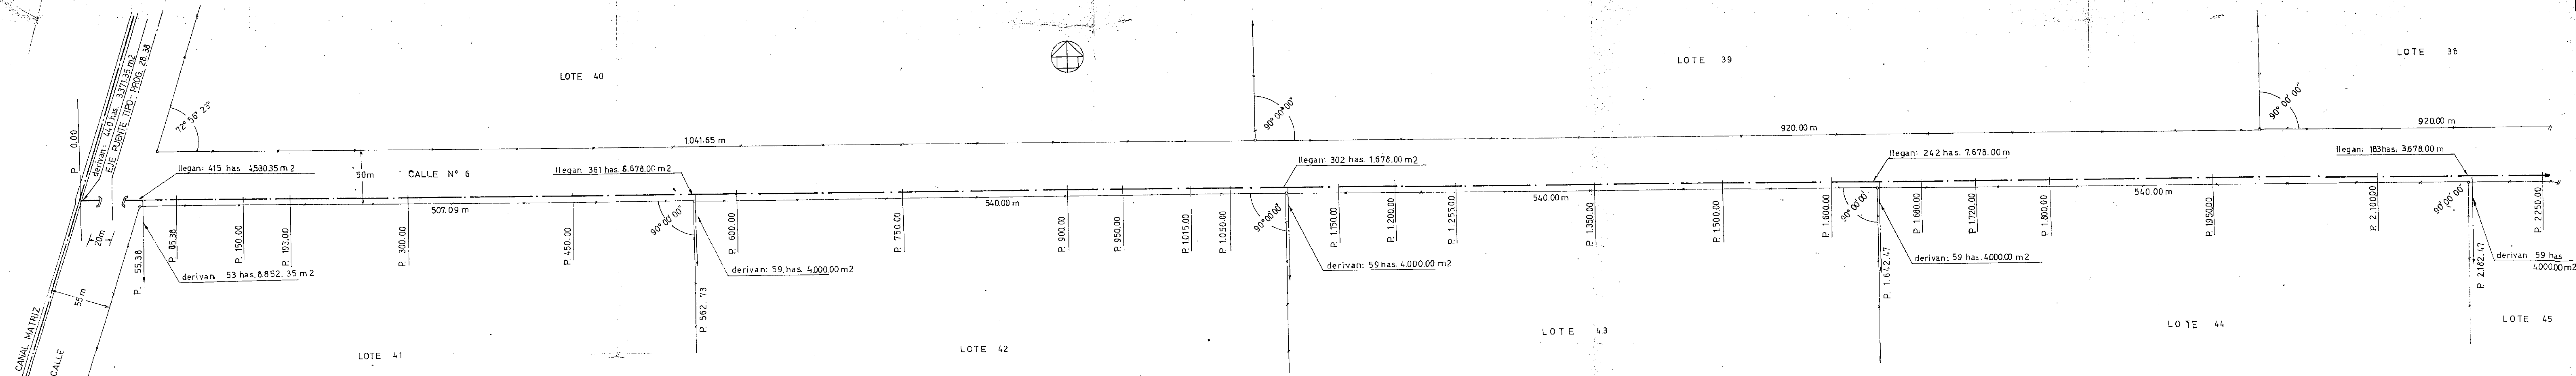 LOTE 40
LOTE 39
LOTE 38
P. 0.00
derivan: 440 has. 3.371.35 m2
EJE PUENTE TIPO- PROG. 28.38
72° 56' 23"
90° 00' 00"
90° 00' 00"
1.041.65 m
920.00 m
920.00 m
llegan: 415 has 4.530.35 m2
50m
CALLE N° 6
llegan 361 has. 5.678.00 m2
llegan: 302 has. 1.678.00 m2
llegan: 242 has. 7.678.00 m
llegan: 183 has. 3.678.00 m
507.09 m
540.00 m
540.00 m
540.00 m
20m
P. 55.38
P. 85.38
P. 150.00
P. 193.00
P. 300.00
P. 450.00
90° 00' 00"
P. 600.00
P. 750.00
P. 900.00
P. 950.00
P. 1015.00
P. 1.050.00
90° 00' 00"
P. 1.150.00
P. 1.200.00
P. 1.255.00
P. 1.350.00
P. 1.500.00
P. 1.600.00
90° 00' 00"
P. 1.680.00
P. 1.720.00
P. 1.800.00
P. 1.950.00
P. 2.100.00
90° 00' 00"
P. 2.250.00
derivan 53 has. 8.852.35 m2
derivan: 59 has. 4.000.00 m2
derivan: 59 has. 4.000.00 m2
derivan: 59 has 4000.00 m2
derivan 59 has
4000.00 m2
P. 562.73
P. 1.642.47
P. 2.182.47
55 m
CANAL MATRIZ
CALLE
LOTE 41
LOTE 42
LOTE 43
LOTE 44
LOTE 45